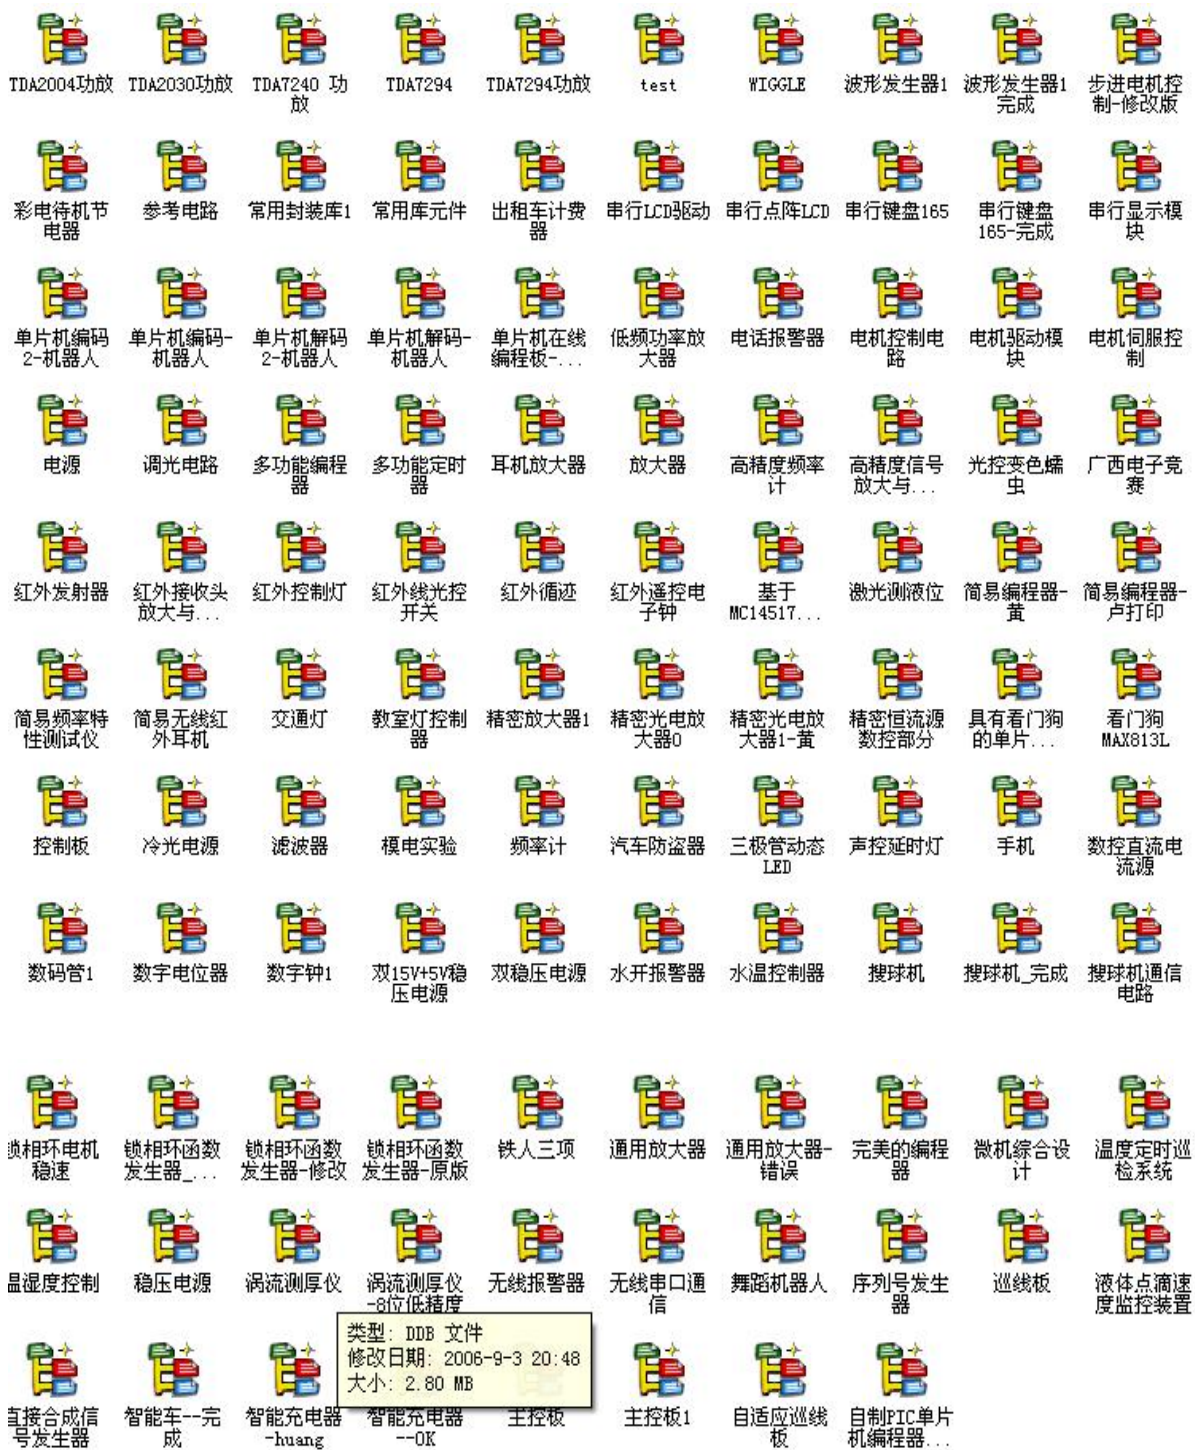 TDA2004功放 TDA2030功放 TDA7240 功 TDA7294 TDA7294功放 test WIGGLE 波形发生器1 波形发生器1 步进电机控
放 完成 制-修改版
彩电待机节 参考电路 常用封装库1 常用库元件 出租车计费 串行LCD驱动 串行点阵LCD 串行键盘165 串行键盘 串行显示模
电器 器 165-完成 块
单片机编码 单片机编码- 单片机解码 单片机解码- 单片机在线 低频功率放 电话报警器 电机控制电 电机驱动模 电机伺服控
2-机器人 机器人 2-机器人 机器人 编程板-... 大器 路 块 制
电源 调光电路 多功能编程 多功能定时 耳机放大器 放大器 高精度频率 高精度信号 光控变色蠕 广西电子竞
器 器 计 放大与... 虫 赛
红外发射器 红外接收头 红外控制灯 红外线光控 红外循迹 红外遥控电 基于 激光测液位 简易编程器- 简易编程器-
放大与... 开关 子钟 MC14517... 黄 卢打印
简易频率特 简易无线红 交通灯 教室灯控制 精密放大器1 精密光电放 精密光电放 精密恒流源 具有看门狗 看门狗
性测试仪 外耳机 器 大器0 大器1-黄 数控部分 的单片... MAX813L
控制板 冷光电源 滤波器 模电实验 频率计 汽车防盗器 三极管动态 声控延时灯 手机 数控直流电
LED 流源
数码管1 数字电位器 数字钟1 双15V+5V稳 双稳压电源 水开报警器 水温控制器 搜球机 搜球机_完成 搜球机通信
压电源 电路
锁相环电机 锁相环函数 锁相环函数 锁相环函数 铁人三项 通用放大器 通用放大器- 完美的编程 微机综合设 温度定时巡
稳速 发生器_... 发生器-修改 发生器-原版 错误 器 计 检系统
温湿度控制 稳压电源 涡流测厚仪 涡流测厚仪 无线报警器 无线串口通 舞蹈机器人 序列号发生 巡线板 液体点滴速
-8位低精度 信 器 度监控装置
类型: DDB 文件
修改日期: 2006-9-3 20:48
大小: 2.80 MB
直接合成信 智能车--完 智能充电器 智能充电器 主控板 主控板1 自适应巡线 自制PIC单片
号发生器 成 -huang --OK 板 机编程器...